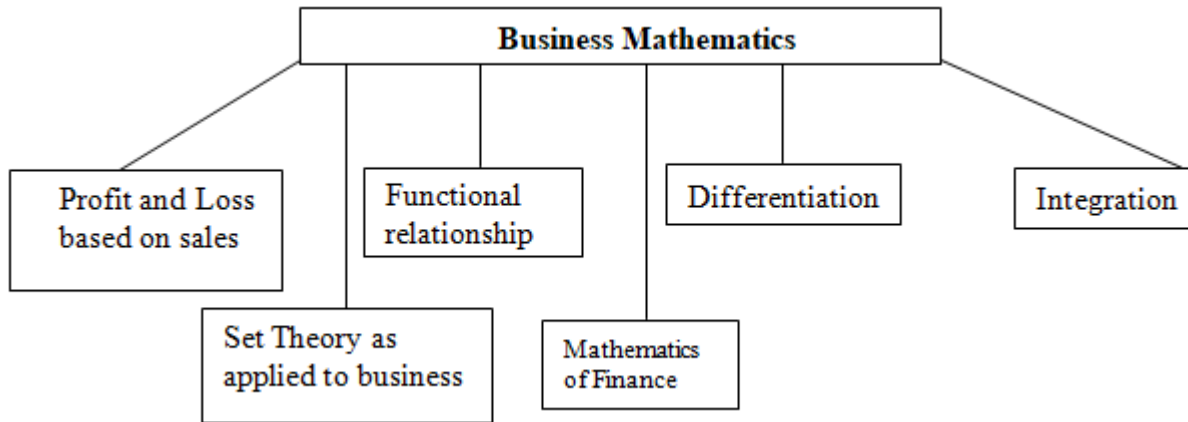 Business Mathematics
Profit and Loss
based on sales
Functional
relationship
Differentiation
Integration
Set Theory as
applied to business
Mathematics
of Finance